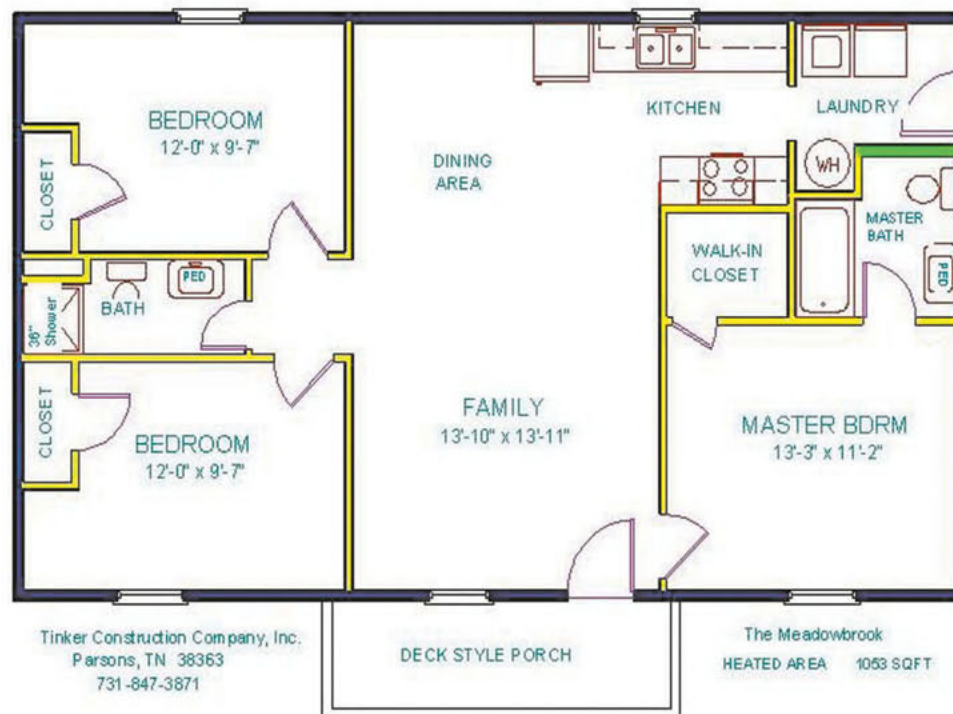 BEDROOM
12'-0" x 9'-7"
CLOSET
DINING
AREA
KITCHEN
LAUNDRY
WH
MASTER
BATH
PED
WALK-IN
CLOSET
PED
BATH
36"
Shower
CLOSET
BEDROOM
12'-0" x 9'-7"
FAMILY
13'-10" x 13'-11"
MASTER BDRM
13'-3" x 11'-2"
Tinker Construction Company, Inc.
Parsons, TN 38363
731-847-3871
DECK STYLE PORCH
The Meadowbrook
HEATED AREA 1053 SQFT